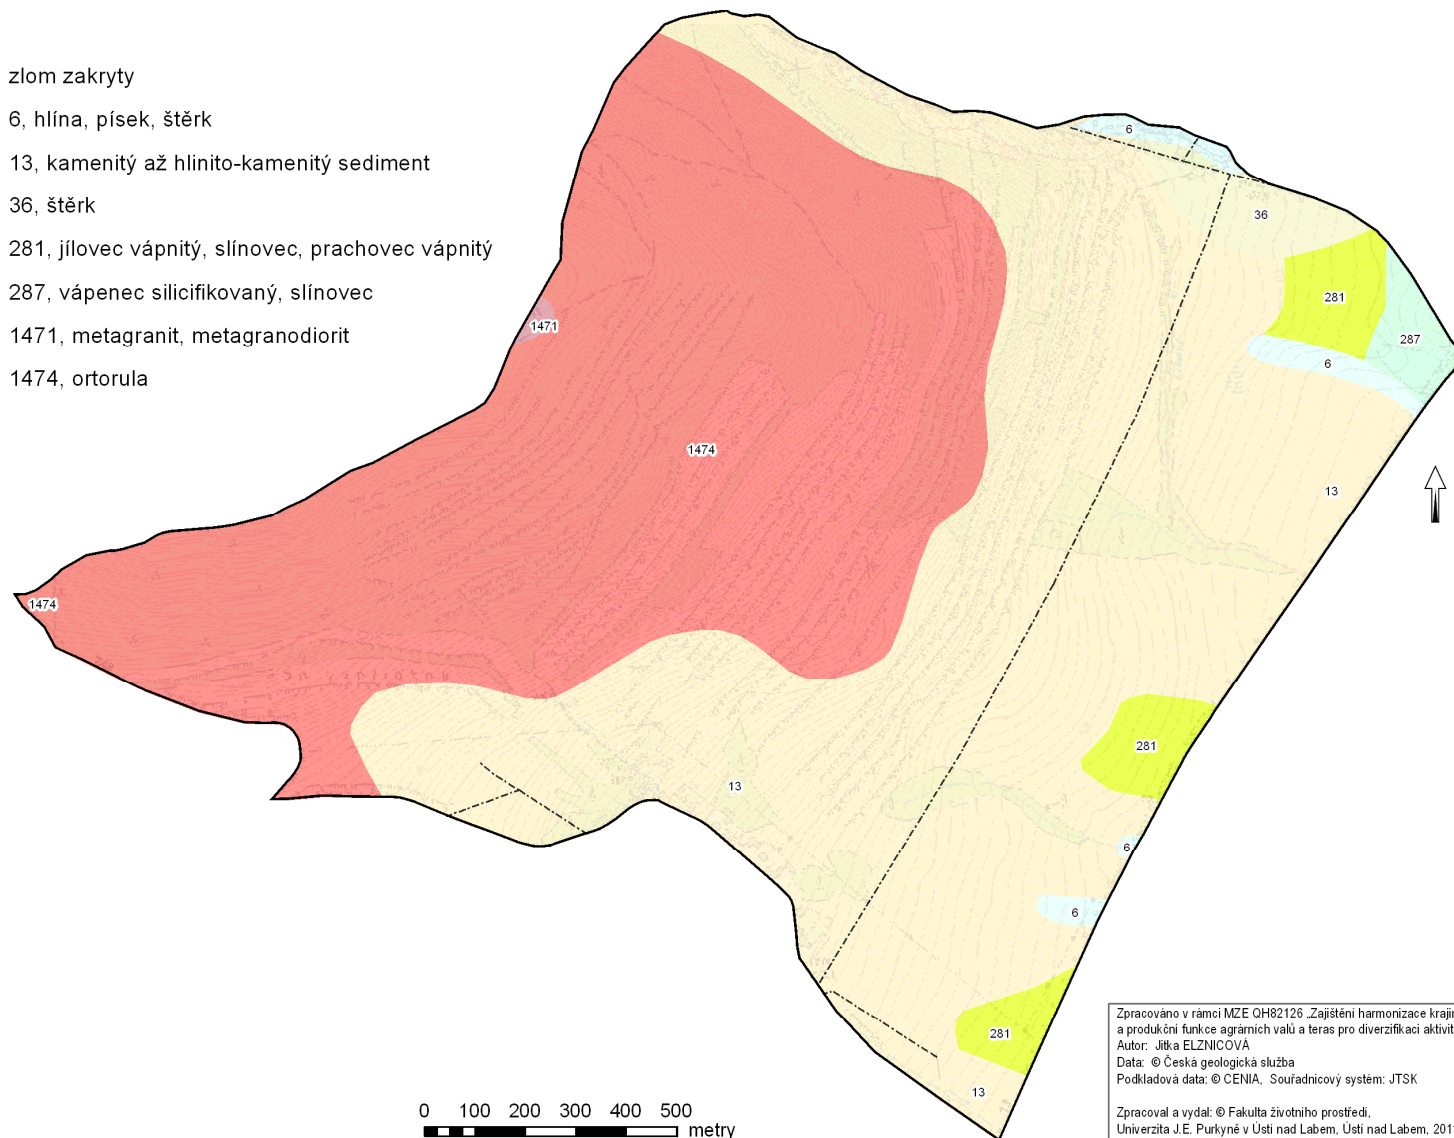 zlom zakryty
6, hlína, písek, štěrk
13, kamenitý až hlinito-kamenitý sediment
36, štěrk
281, jílovec vápnitý, slínovec, prachovec vápnitý
287, vápenec silicifikovaný, slínovec
1471, metagranit, metagranodiorit
1474, ortorula
6
36
281
1471
287
6
1474
13
1474
281
13
6
6
281
13
0 100 200 300 400 500
metry
Zpracováno v rámci MZE QH82126 „Zajištění harmonizace
a produkční funkce agrárních valů a teras pro diverzifikaci
Autor: Jitka ELZNICOVÁ
Data: © Česká geologická služba
Podkladová data: © CENIA, Souřadnicový systém: JTSK
Zpracoval a vydal: © Fakulta životního prostředí,
Univerzita J.E. Purkyně v Ústí nad Labem, Ústí nad Labem,